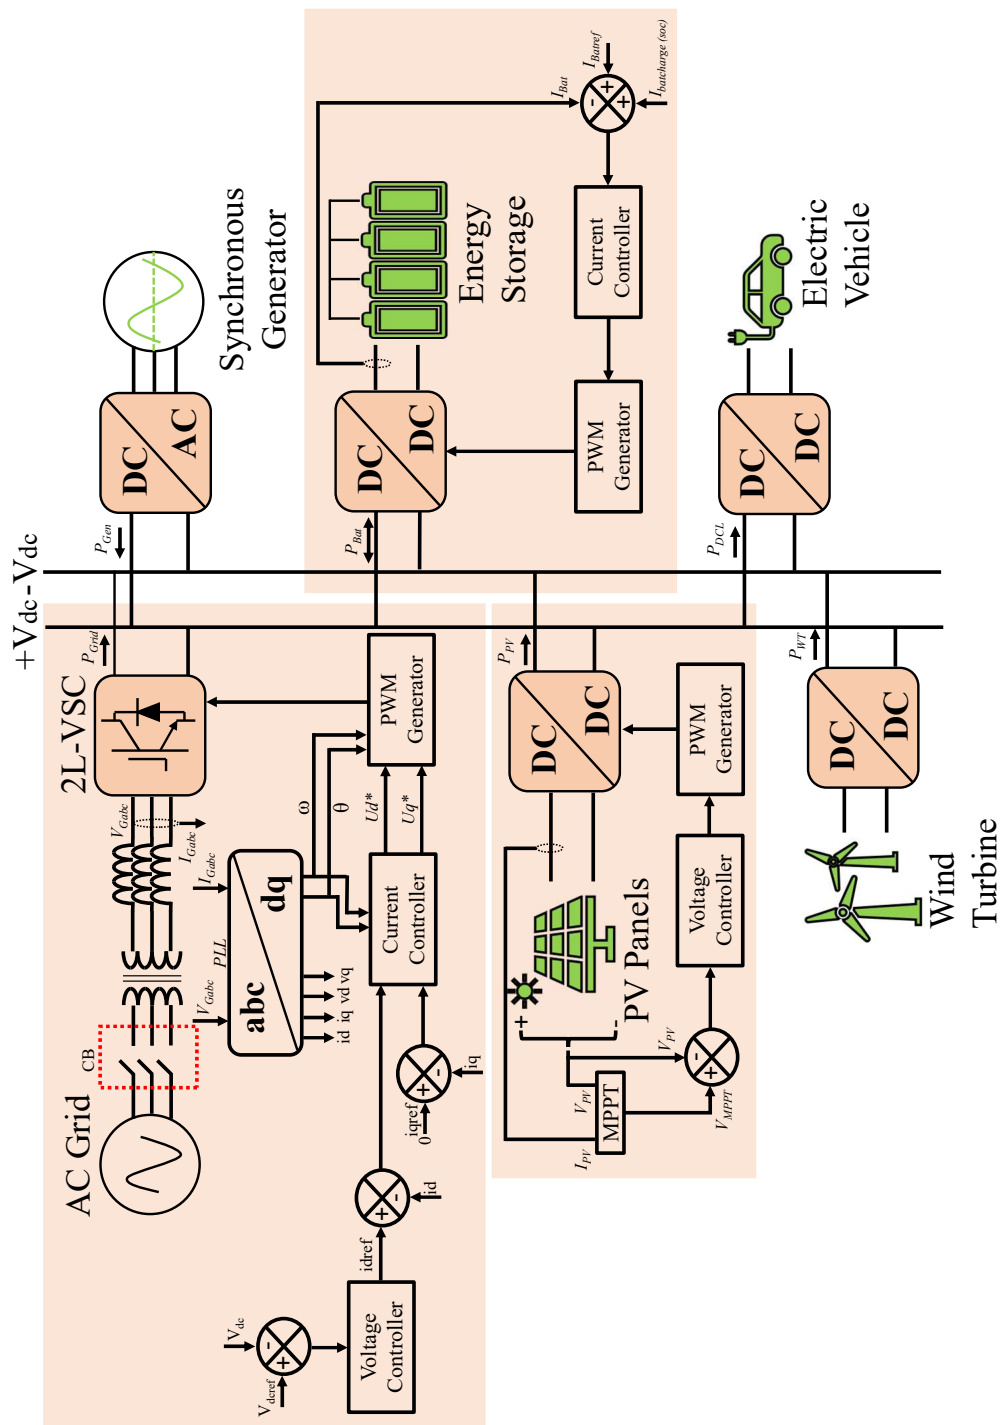 AC Grid
CB
V_Gabc
I_Gabc
2L-VSC
P_Grid
+Vdc
-Vdc
P_Gen
DC
AC
Synchronous
Generator
V_Gabc
PLL
I_Gabc
abc
dq
id
iq
vd
vq
ω
θ
Ud*
Uq*
PWM
Generator
Current
Controller
iqref
0
+
-
iq
+
-
id
idref
Voltage
Controller
V_dc
-
+
V_dcref
P_Bat
DC
DC
Energy
Storage
I_Bat
I_Batref
I_batcharge (soc)
-
+
+
Current
Controller
PWM
Generator
P_PV
DC
DC
PV Panels
+
-
V_PV
V_PV
I_PV
MPPT
V_MPPT
-
+
Voltage
Controller
PWM
Generator
P_DCL
DC
DC
Electric
Vehicle
P_WT
DC
DC
Wind
Turbine